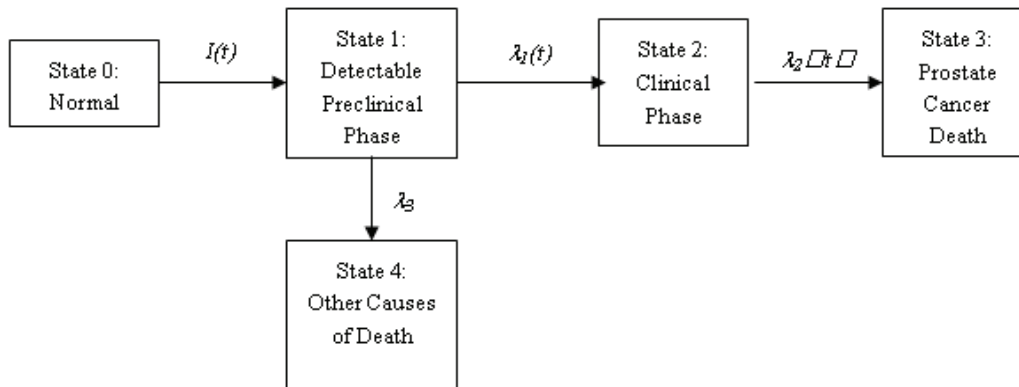 State 0:
Normal
I(t)
State 1:
Detectable
Preclinical
Phase
λ1(t)
State 2:
Clinical
Phase
λ2□t□
State 3:
Prostate
Cancer
Death
λ3
State 4:
Other Causes
of Death